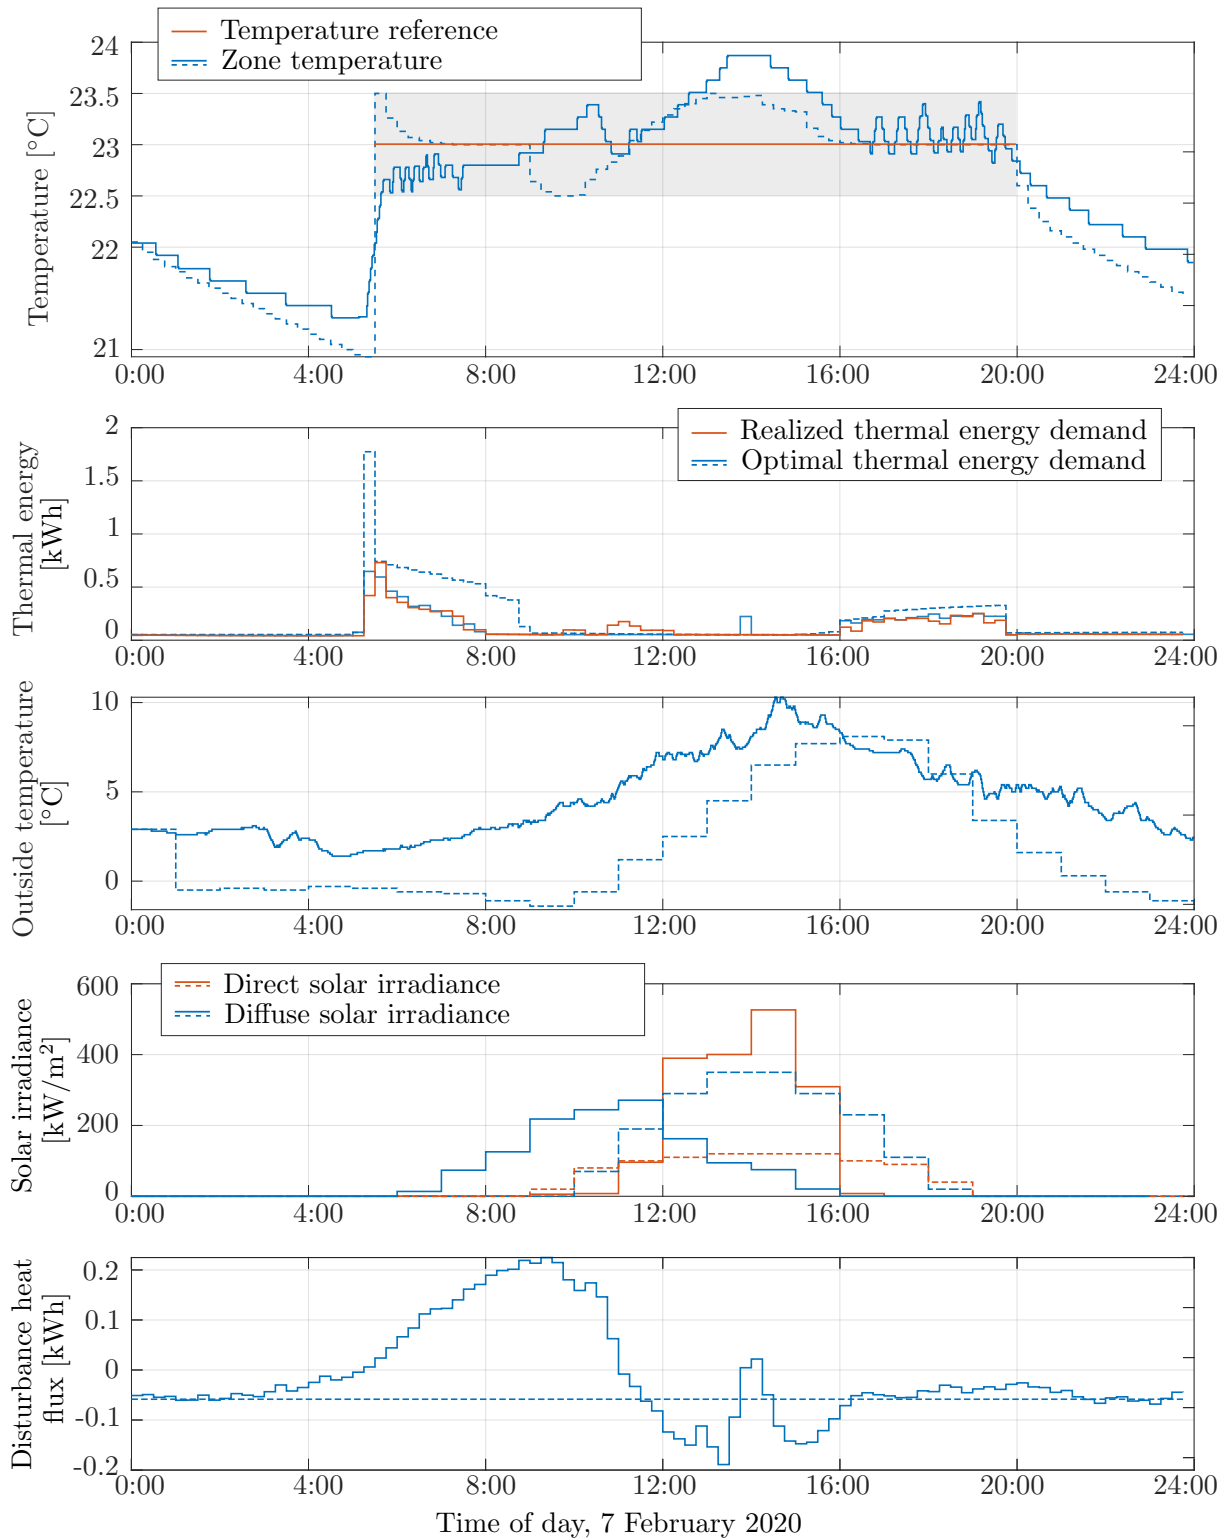 Temperature reference
Zone temperature
Temperature [°C]
24
23.5
23
22.5
22
21
0:00 4:00 8:00 12:00 16:00 20:00 24:00
Realized thermal energy demand
Optimal thermal energy demand
Thermal energy
[kWh]
2
1.5
1
0.5
0
0:00 4:00 8:00 12:00 16:00 20:00 24:00
Outside temperature
[°C]
10
5
0
0:00 4:00 8:00 12:00 16:00 20:00 24:00
Direct solar irradiance
Diffuse solar irradiance
Solar irradiance
[kW/m²]
600
400
200
0
0:00 4:00 8:00 12:00 16:00 20:00 24:00
Disturbance heat
flux [kWh]
0.2
0.1
0
-0.1
-0.2
0:00 4:00 8:00 12:00 16:00 20:00 24:00
Time of day, 7 February 2020